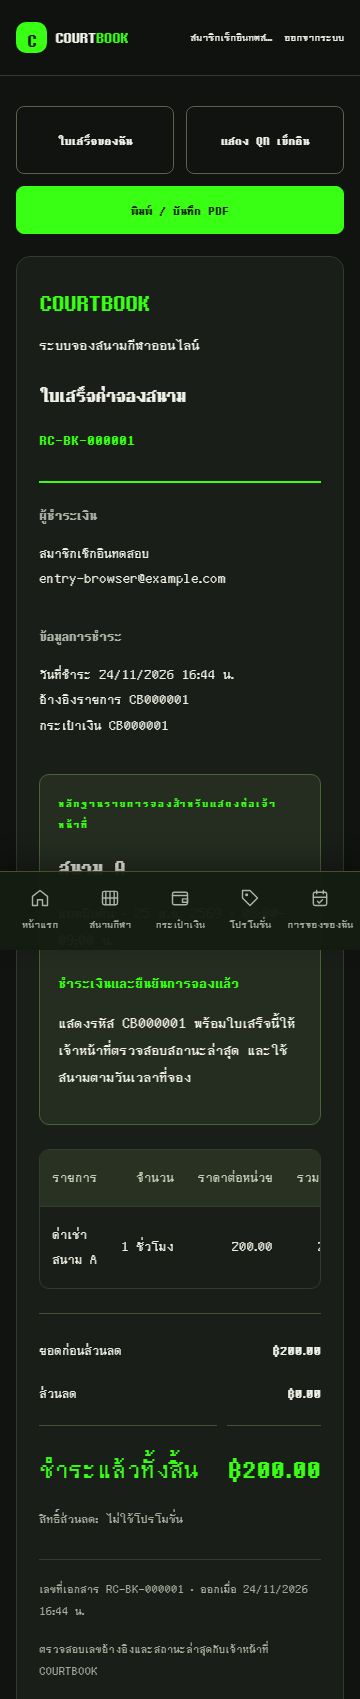 C COURTBOOK
สมาชิกเช็กอินทดส… ออกจากระบบ
ใบเสร็จของฉัน
แสดง QR เช็กอิน
พิมพ์ / บันทึก PDF
COURTBOOK
ระบบจองสนามกีฬาออนไลน์
ใบเสร็จค่าจองสนาม
RC-BK-000001
ผู้ชำระเงิน
สมาชิกเช็กอินทดสอบ
entry-browser@example.com
ข้อมูลการชำระ
วันที่ชำระ 24/11/2026 16:44 น.
อ้างอิงรายการ CB000001
กระเป๋าเงิน CB000001
หลักฐานรายการจองสำหรับแสดงต่อเจ้า
หน้าที่
สนาม A
หน้าแรก
สนามกีฬา
กระเป๋าเงิน
โปรโมชั่น
การจองของฉัน
ชำระเงินและยืนยันการจองแล้ว
แสดงรหัส CB000001 พร้อมใบเสร็จนี้ให้
เจ้าหน้าที่ตรวจสอบสถานะล่าสุด และใช้
สนามตามวันเวลาที่จอง
รายการ จำนวน ราคาต่อหน่วย รวม
ค่าเช่า
สนาม A
1 ชั่วโมง 200.00
ยอดก่อนส่วนลด ฿200.00
ส่วนลด ฿0.00
ชำระแล้วทั้งสิ้น ฿200.00
สิทธิ์ส่วนลด: ไม่ใช้โปรโมชั่น
เลขที่เอกสาร RC-BK-000001 · ออกเมื่อ 24/11/2026
16:44 น.
ตรวจสอบเลขอ้างอิงและสถานะล่าสุดกับเจ้าหน้าที่
COURTBOOK